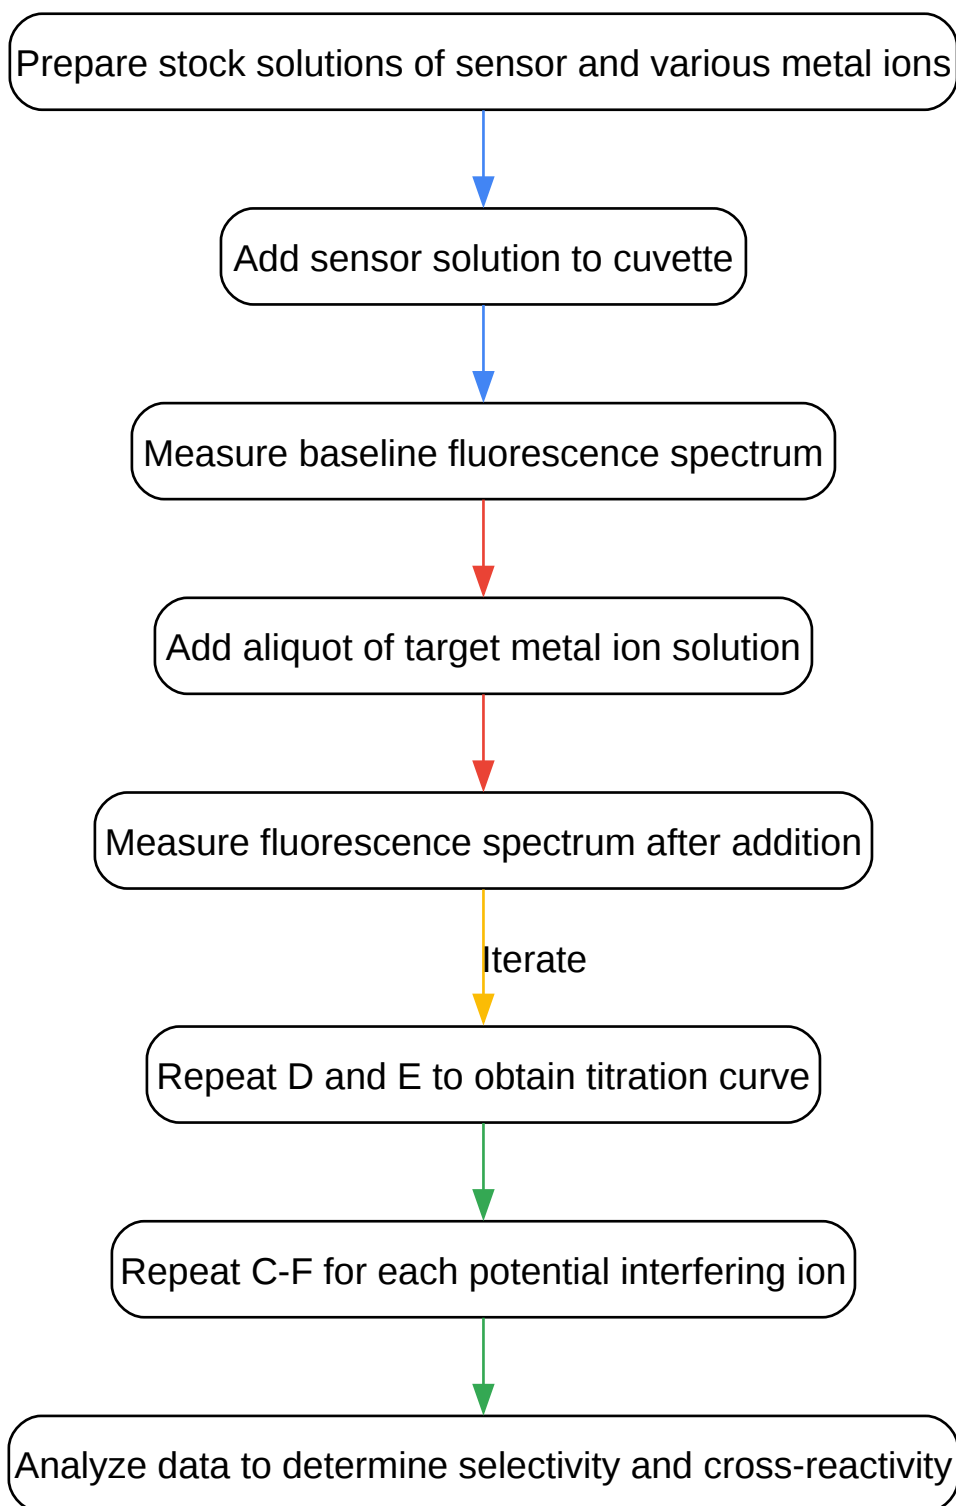 Prepare stock solutions of sensor and various metal ions
Add sensor solution to cuvette
Measure baseline fluorescence spectrum
Add aliquot of target metal ion solution
Measure fluorescence spectrum after addition
Iterate
Repeat D and E to obtain titration curve
Repeat C-F for each potential interfering ion
Analyze data to determine selectivity and cross-reactivity